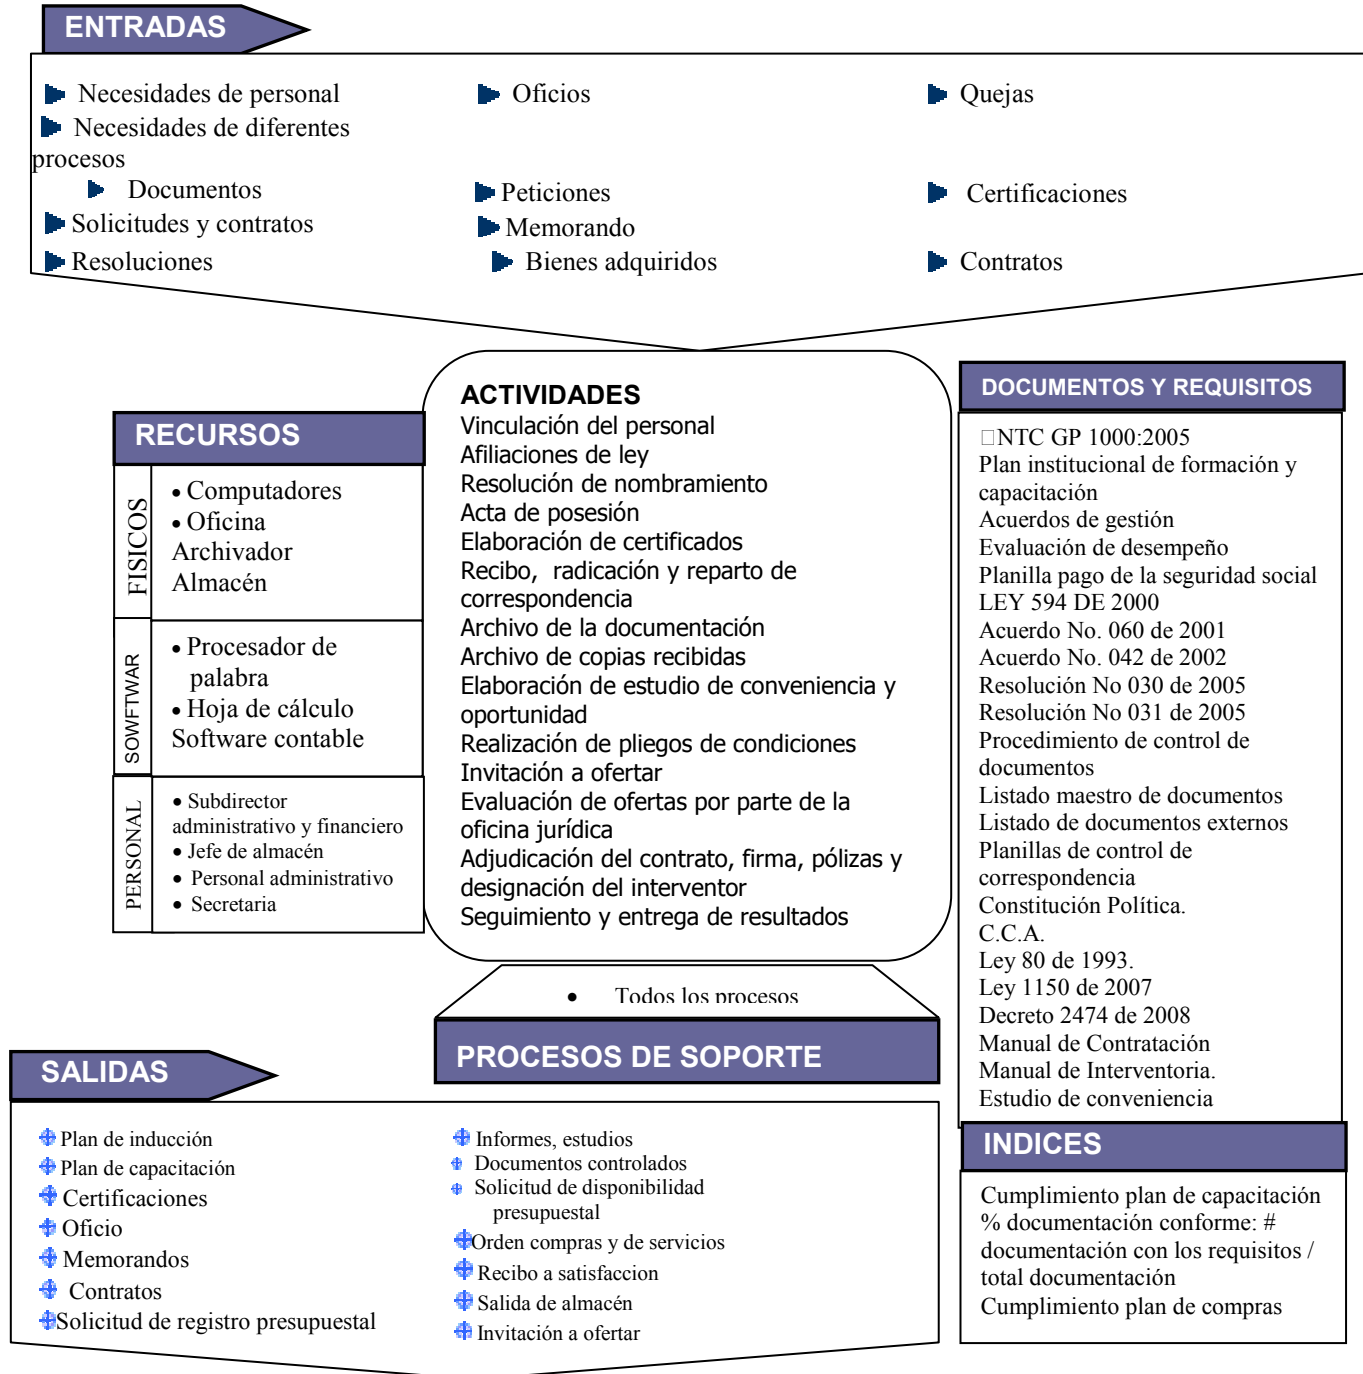 ENTRADAS
Necesidades de personal
Necesidades de diferentes
procesos
Documentos
Solicitudes y contratos
Resoluciones
Oficios
Peticiones
Memorando
Bienes adquiridos
Quejas
Certificaciones
Contratos
RECURSOS
FISICOS
• Computadores
• Oficina
Archivador
Almacén
SOWFTWAR
• Procesador de
palabra
• Hoja de cálculo
Software contable
PERSONAL
• Subdirector
administrativo y financiero
• Jefe de almacén
• Personal administrativo
• Secretaria
ACTIVIDADES
Vinculación del personal
Afiliaciones de ley
Resolución de nombramiento
Acta de posesión
Elaboración de certificados
Recibo, radicación y reparto de
correspondencia
Archivo de la documentación
Archivo de copias recibidas
Elaboración de estudio de conveniencia y
oportunidad
Realización de pliegos de condiciones
Invitación a ofertar
Evaluación de ofertas por parte de la
oficina jurídica
Adjudicación del contrato, firma, pólizas y
designación del interventor
Seguimiento y entrega de resultados
DOCUMENTOS Y REQUISITOS
□NTC GP 1000:2005
Plan institucional de formación y
capacitación
Acuerdos de gestión
Evaluación de desempeño
Planilla pago de la seguridad social
LEY 594 DE 2000
Acuerdo No. 060 de 2001
Acuerdo No. 042 de 2002
Resolución No 030 de 2005
Resolución No 031 de 2005
Procedimiento de control de
documentos
Listado maestro de documentos
Listado de documentos externos
Planillas de control de
correspondencia
Constitución Política.
C.C.A.
Ley 80 de 1993.
Ley 1150 de 2007
Decreto 2474 de 2008
Manual de Contratación
Manual de Interventoria.
Estudio de conveniencia
• Todos los procesos
PROCESOS DE SOPORTE
SALIDAS
Plan de inducción
Plan de capacitación
Certificaciones
Oficio
Memorandos
Contratos
Solicitud de registro presupuestal
Informes, estudios
Documentos controlados
Solicitud de disponibilidad
presupuestal
Orden compras y de servicios
Recibo a satisfaccion
Salida de almacén
Invitación a ofertar
INDICES
Cumplimiento plan de capacitación
% documentación conforme: #
documentación con los requisitos /
total documentación
Cumplimiento plan de compras